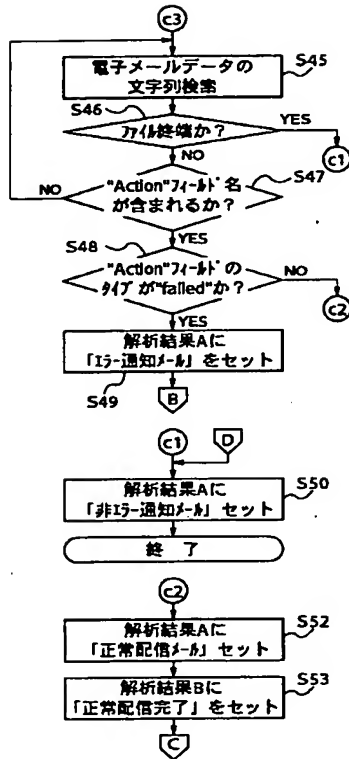 c3
電子メールデータの
文字列検索
S45
S46
ファイル終端か？
YES
c1
NO
NO
"Action"フィールド名
が含まれるか？
S47
YES
S48
"Action"フィールドの
タイプが"failed"か？
NO
c2
YES
解析結果Aに
「エラー通知メール」をセット
S49
B
c1
D
解析結果Aに
「非エラー通知メール」セット
S50
終 了
c2
解析結果Aに
「正常配信メール」セット
S52
解析結果Bに
「正常配信完了」をセット
S53
C